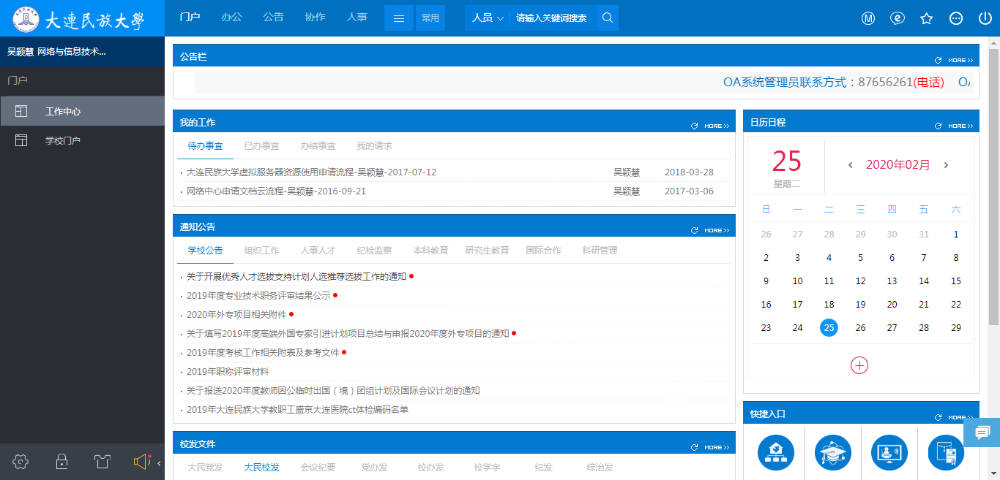 大連民族大學
门户 办公 公告 协作 人事 常用 人员 请输入关键词搜索
吴颖慧 网络与信息技术...
门户
工作中心
学校门户
公告栏 MORE>>
OA系统管理员联系方式：87656261(电话) OA
我的工作 MORE>>
待办事宜 已办事宜 办结事宜 我的请求
· 大连民族大学虚拟服务器资源使用申请流程-吴颖慧-2017-07-12 吴颖慧 2018-03-28
· 网络中心申请文档云流程-吴颖慧-2016-09-21 吴颖慧 2017-03-06
通知公告 MORE>>
学校公告 组织工作 人事人才 纪检监察 本科教育 研究生教育 国际合作 科研管理
· 关于开展优秀人才选拔支持计划人选推荐选拔工作的通知
· 2019年度专业技术职务评审结果公示
· 2020年外专项目相关附件
· 关于填写2019年度高端外国专家引进计划项目总结与申报2020年度外专项目的通知
· 2019年度考核工作相关附表及参考文件
· 2019年职称评审材料
· 关于报送2020年度教师因公临时出国（境）团组计划及国际会议计划的通知
· 2019年大连民族大学教职工盛京大连医院ct体检编码名单
校发文件 MORE>>
大民党发 大民校发 会议纪要 党办发 校办发 校学字 纪发 综治发
日历日程 MORE>>
25
星期二
2020年02月
日 一 二 三 四 五 六
26 27 28 29 30 31 1
2 3 4 5 6 7 8
9 10 11 12 13 14 15
16 17 18 19 20 21 22
23 24 25 26 27 28 29
快捷入口 MORE>>